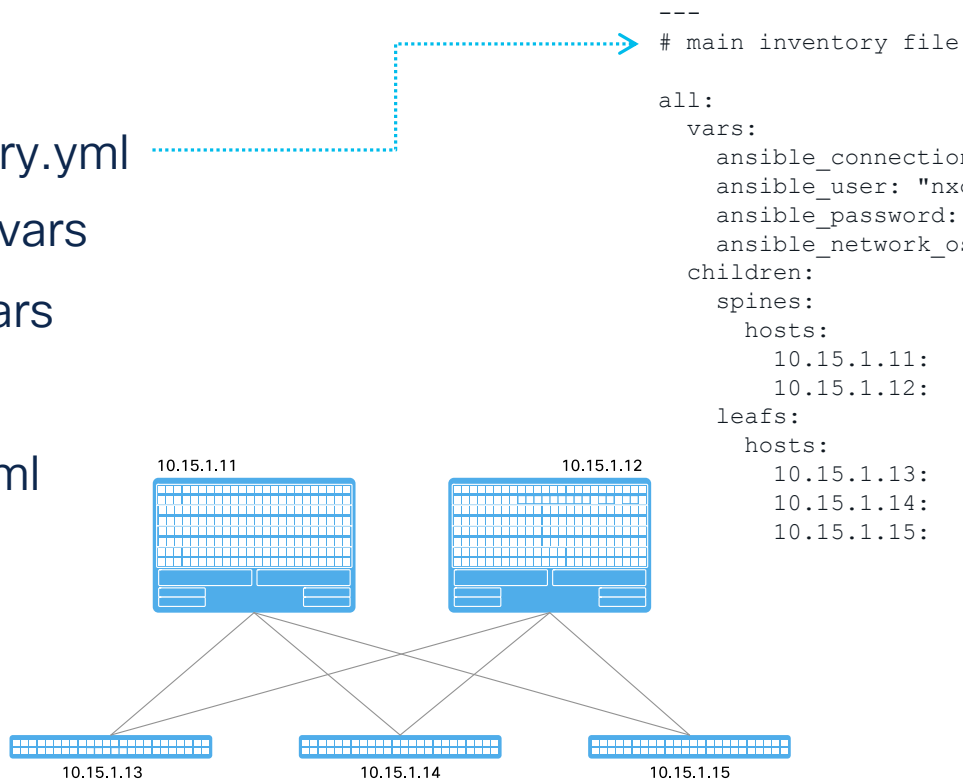 ry.yml
vars
ars
ml
---
# main inventory file
all:
vars:
ansible_connection
ansible_user: "nxo
ansible_password:
ansible_network_os
children:
spines:
hosts:
10.15.1.11:
10.15.1.12:
leafs:
hosts:
10.15.1.13:
10.15.1.14:
10.15.1.15:
10.15.1.11
10.15.1.12
10.15.1.13
10.15.1.14
10.15.1.15